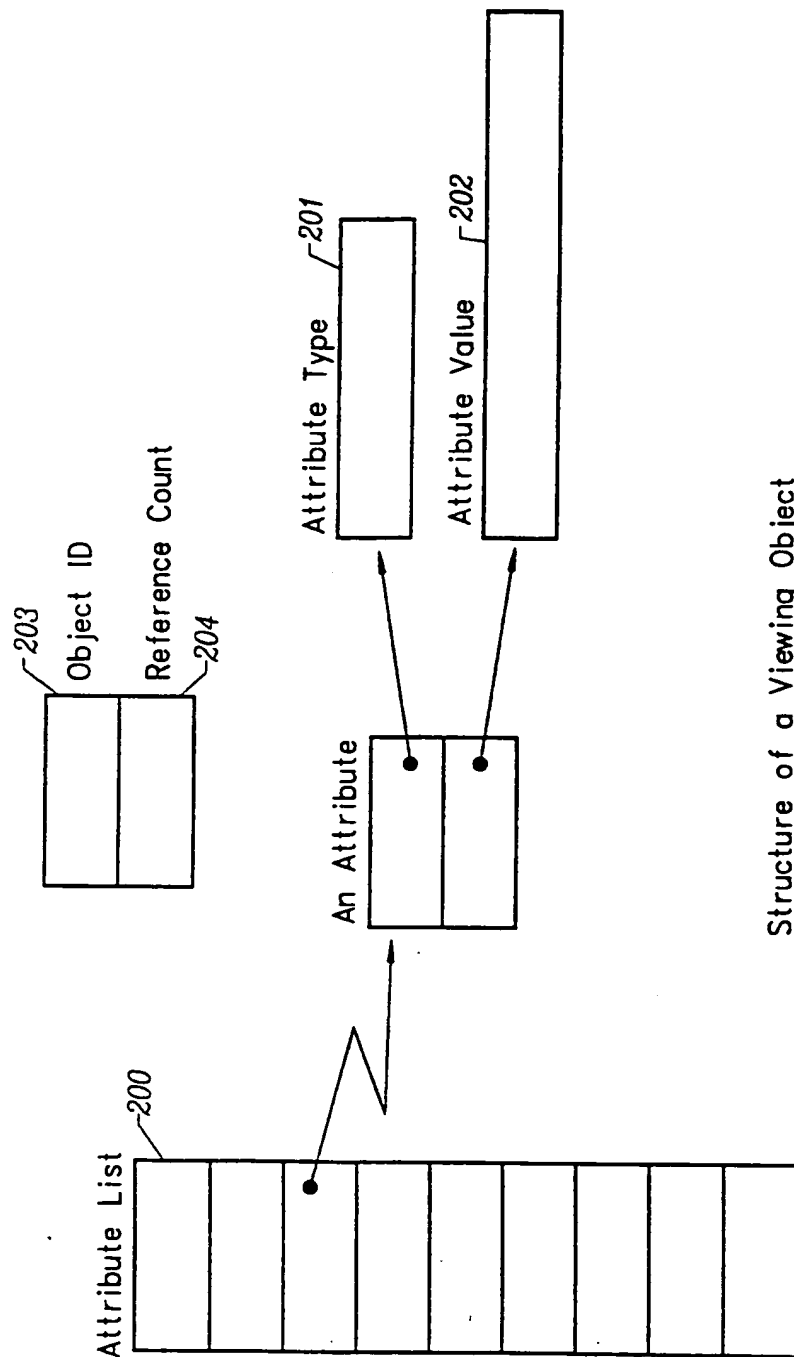 Attribute List
200
203
Object ID
Reference Count
204
An Attribute
Attribute Type
201
Attribute Value
202
Structure of a Viewing Object